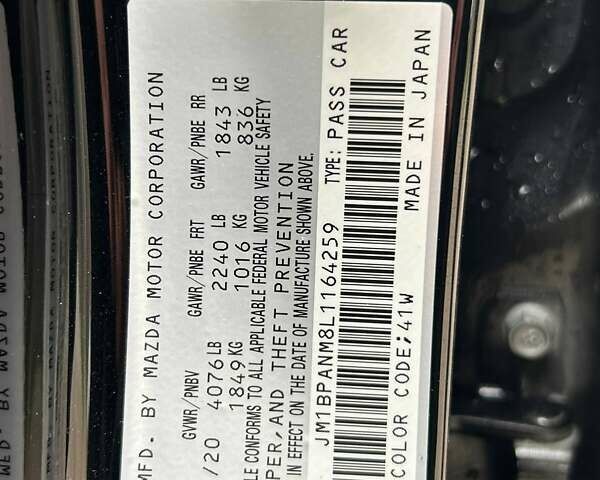 MFD. BY MAZDA MOTOR CORPORATION
GVWR/PNBV GAWR/PNBE FRT GAWR/PNBE RR
/20 4076LB 2240 LB 1843 LB
1849KG 1016 KG 836 KG
LE CONFORMS TO ALL APPLICABLE FEDERAL MOTOR VEHICLE SAFETY
PER, AND THEFT PREVENTION
IN EFFECT ON THE DATE OF MANUFACTURE SHOWN ABOVE.
JM1BPANM8L1164259 TYPE: PASS CAR
COLOR CODE;41W MADE IN JAPAN